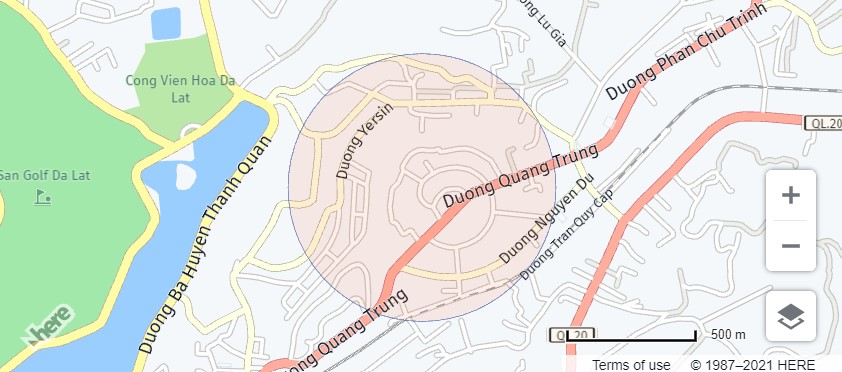 Duong Lu Gia
Duong Phan Chu Trinh
Cong Vien Hoa Da
Lat
Duong Yersin
QL.20
San Golf Da Lat
Duong Quang Trung
Duong Ba Huyen Thanh Quan
Duong Nguyen Du
Duong Tran Quy Cap
Duong Quang Trung
here
QL.20
500 m
Terms of use © 1987–2021 HERE